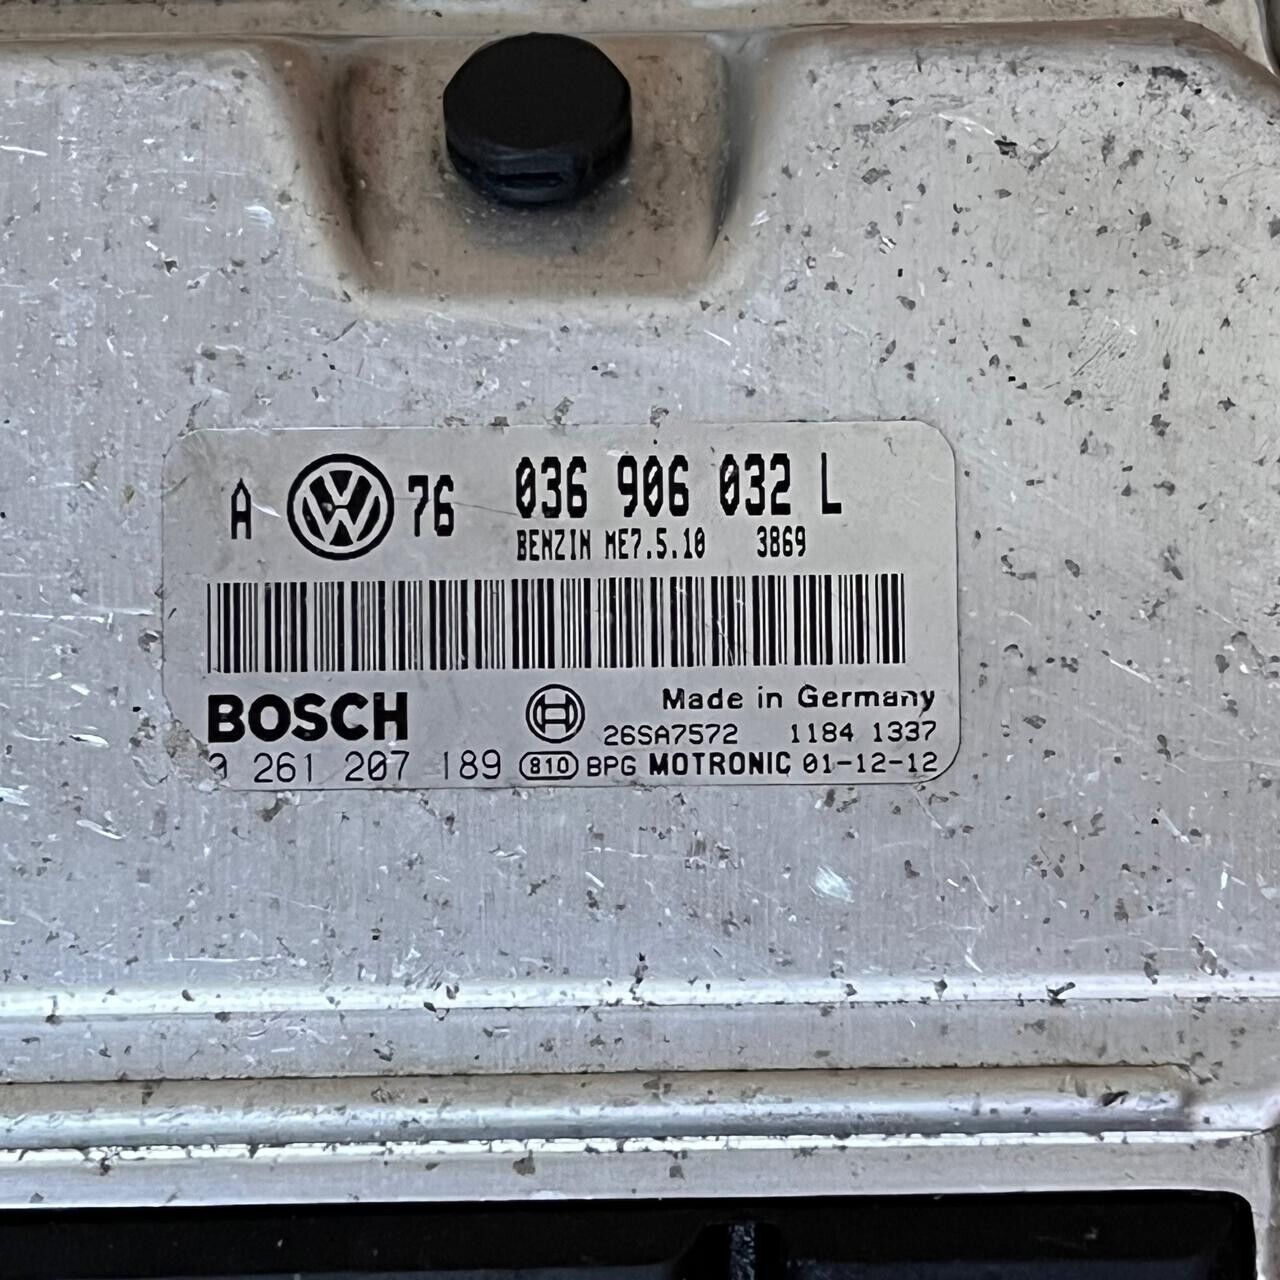 A 76 036 906 032 L
BENZIN ME7.5.10 3869
BOSCH Made in Germany
26SA7572 1184 1337
0 261 207 189 810 BPG MOTRONIC 01-12-12